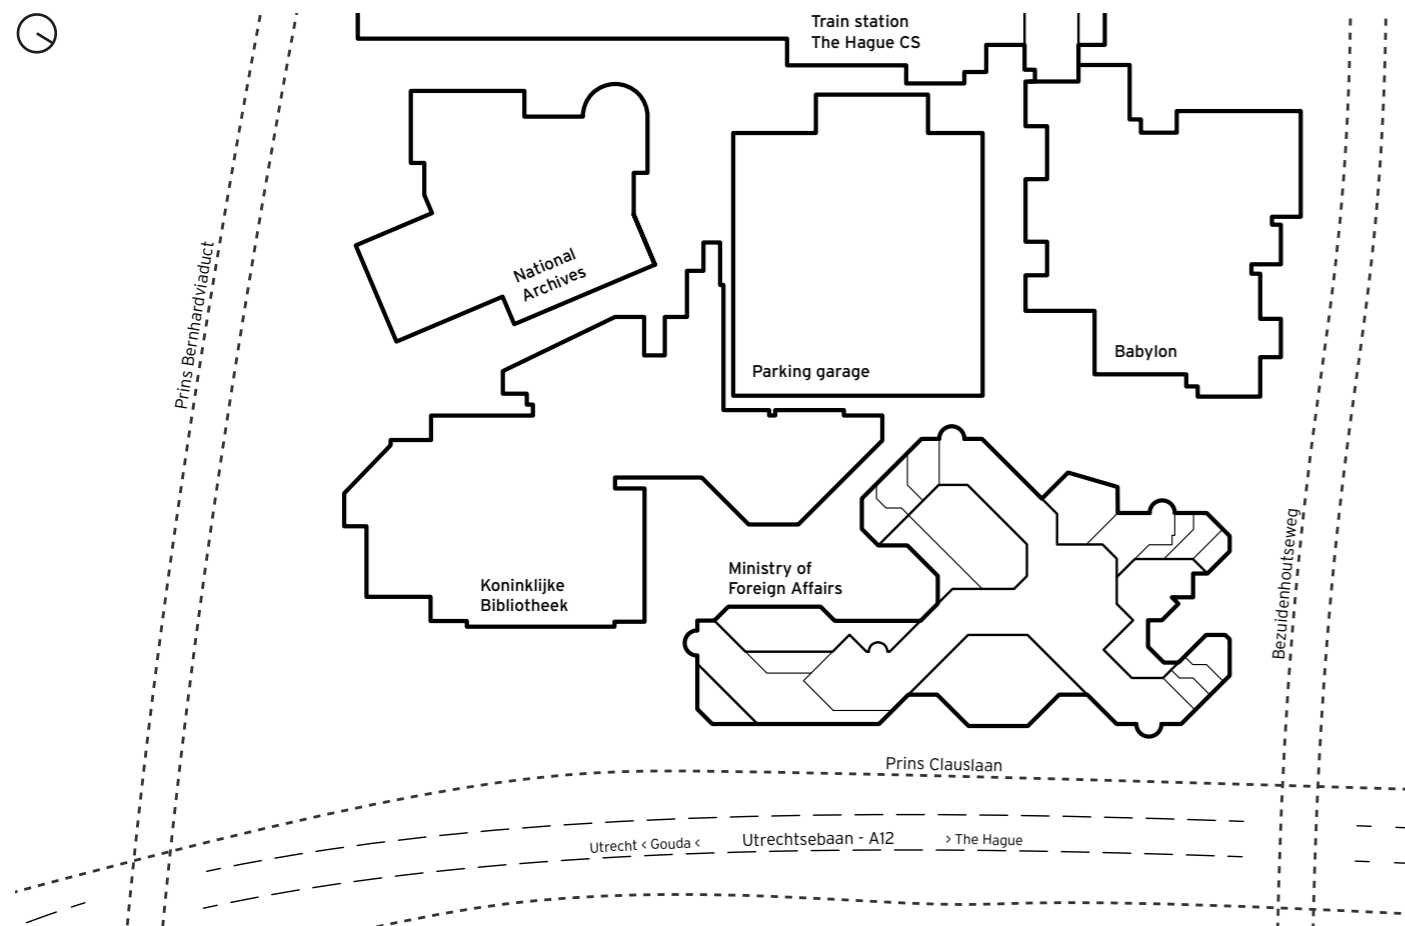 Train station
The Hague CS
National
Archives
Prins Bernhardviaduct
Parking garage
Babylon
Koninklijke
Bibliotheek
Ministry of
Foreign Affairs
Bezuidenhoutseweg
Prins Clauslaan
Utrecht < Gouda < Utrechtsebaan - A12 > The Hague